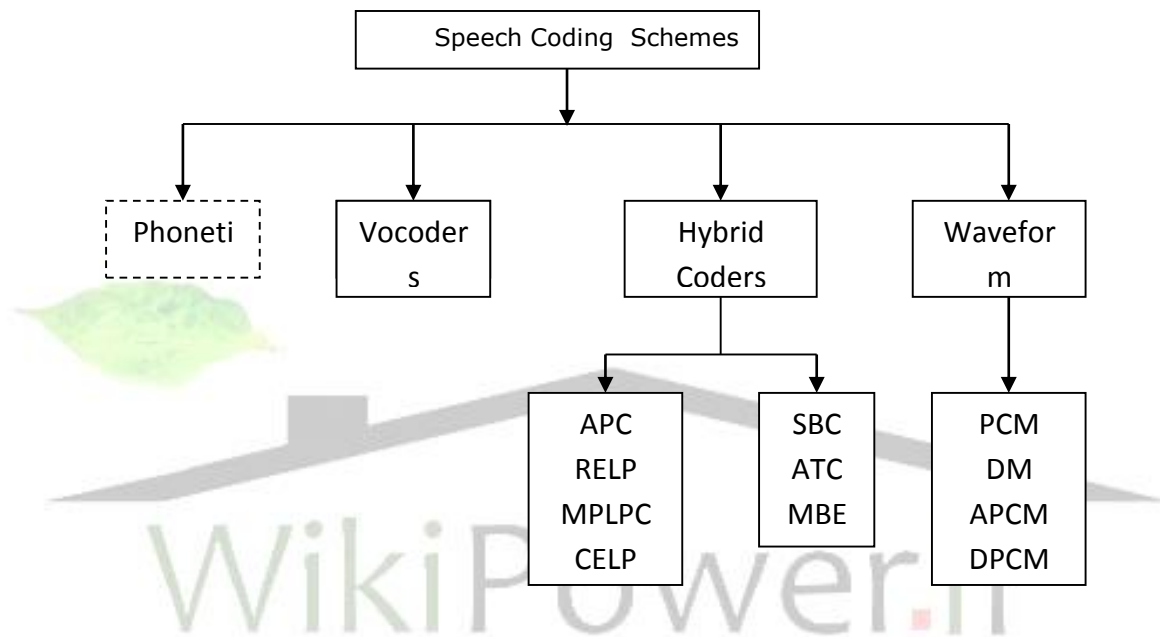 Speech Coding Schemes
Phoneti
Vocoder
s
Hybrid
Coders
Wavefor
m
APC
RELP
MPLPC
CELP
SBC
ATC
MBE
PCM
DM
APCM
DPCM
WikiPower.ir